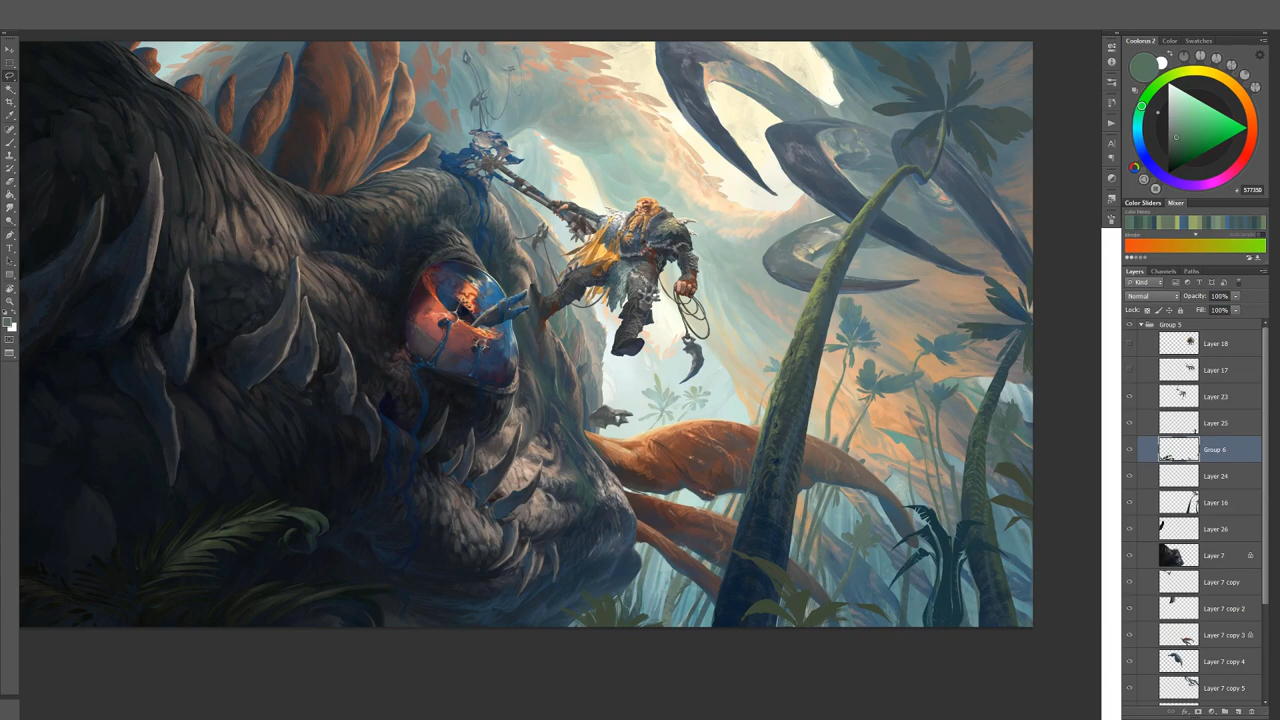 Coolorus 2 Color Swatches
# 577350
Color Sliders Mixer
Blender
Layers Channels Paths
Kind
Normal Opacity: 100%
Lock: Fill: 100%
Group 5
Layer 18
Layer 17
Layer 23
Layer 25
Group 6
Layer 24
Layer 16
Layer 26
Layer 7
Layer 7 copy
Layer 7 copy 2
Layer 7 copy 3
Layer 7 copy 4
Layer 7 copy 5